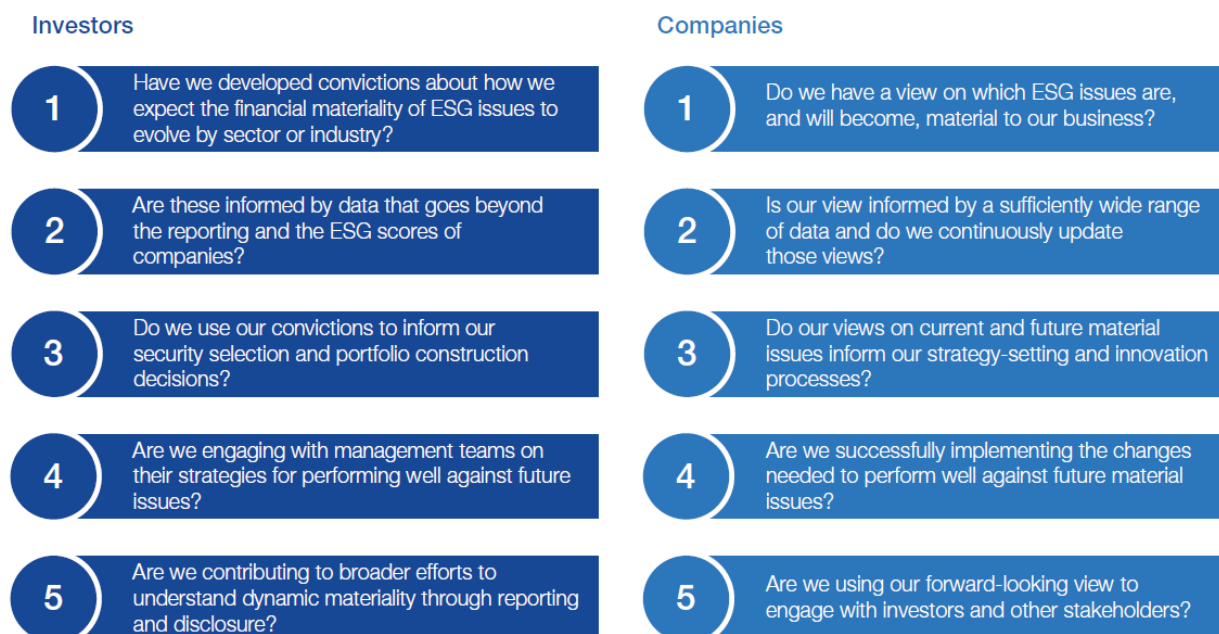 Investors
1
Have we developed convictions about how we
expect the financial materiality of ESG issues to
evolve by sector or industry?
2
Are these informed by data that goes beyond
the reporting and the ESG scores of
companies?
3
Do we use our convictions to inform our
security selection and portfolio construction
decisions?
4
Are we engaging with management teams on
their strategies for performing well against future
issues?
5
Are we contributing to broader efforts to
understand dynamic materiality through reporting
and disclosure?
Companies
1
Do we have a view on which ESG issues are,
and will become, material to our business?
2
Is our view informed by a sufficiently wide range
of data and do we continuously update
those views?
3
Do our views on current and future material
issues inform our strategy-setting and innovation
processes?
4
Are we successfully implementing the changes
needed to perform well against future material
issues?
5
Are we using our forward-looking view to
engage with investors and other stakeholders?